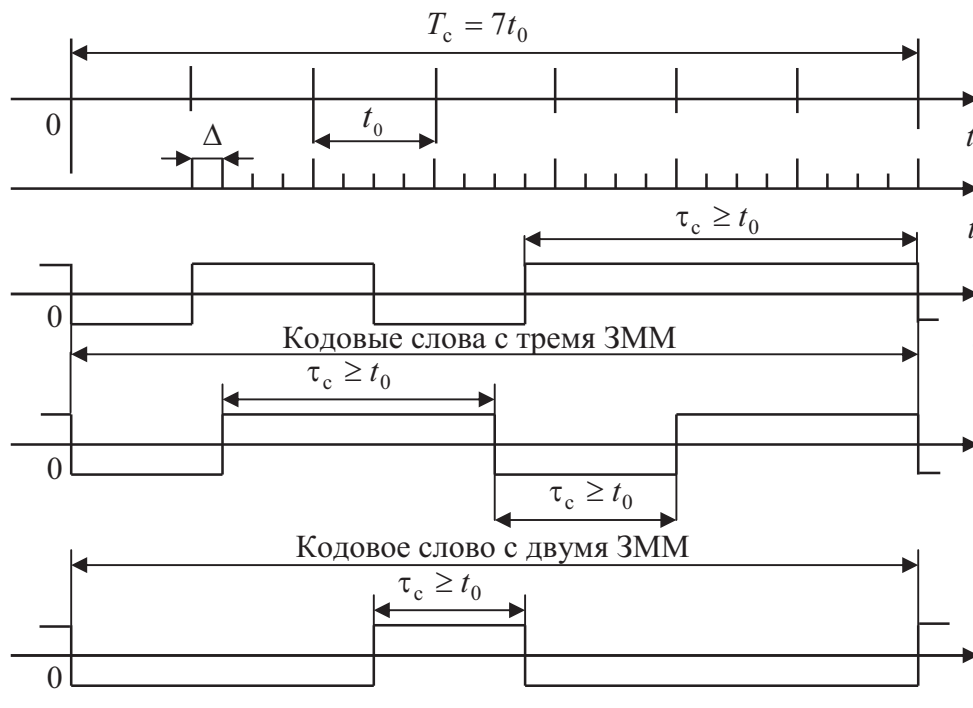 T_c = 7t_0
0
t_0
t
Δ
τ_c ≥ t_0
t
0
Кодовые слова с тремя ЗММ
τ_c ≥ t_0
0
τ_c ≥ t_0
Кодовое слово с двумя ЗММ
τ_c ≥ t_0
0